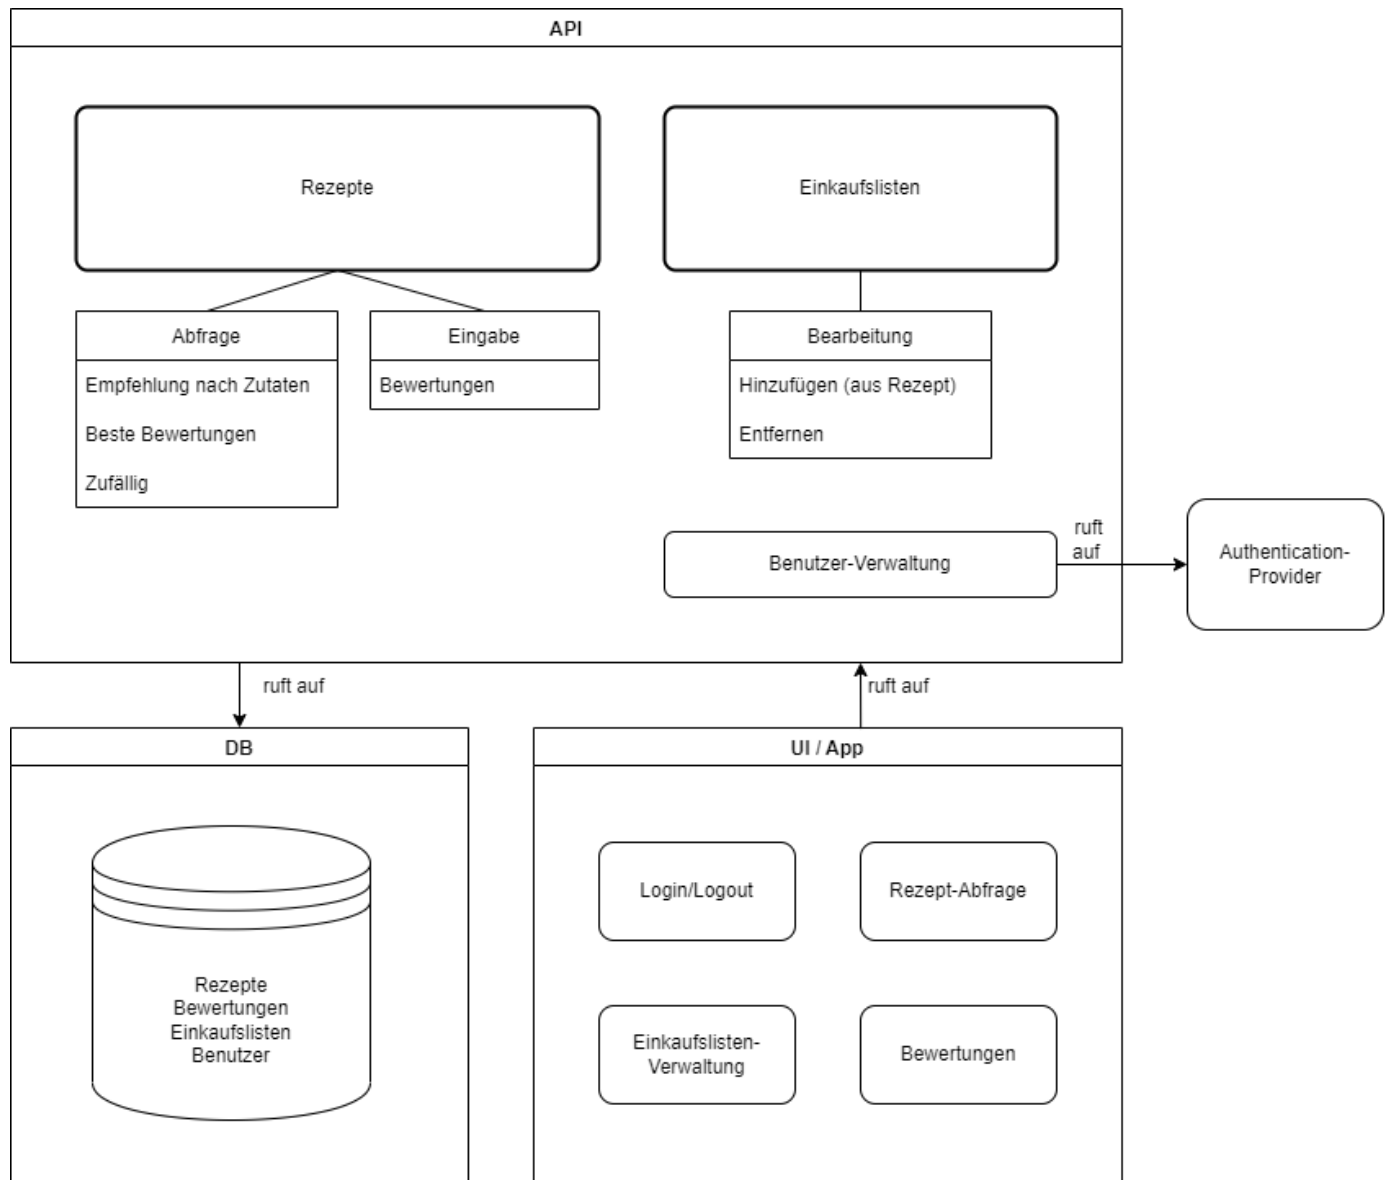 API
Rezepte
Einkaufslisten
Abfrage
Empfehlung nach Zutaten
Beste Bewertungen
Zufällig
Eingabe
Bewertungen
Bearbeitung
Hinzufügen (aus Rezept)
Entfernen
Benutzer-Verwaltung
ruft
auf
Authentication-
Provider
ruft auf
ruft auf
DB
Rezepte
Bewertungen
Einkaufslisten
Benutzer
UI / App
Login/Logout
Rezept-Abfrage
Einkaufslisten-
Verwaltung
Bewertungen